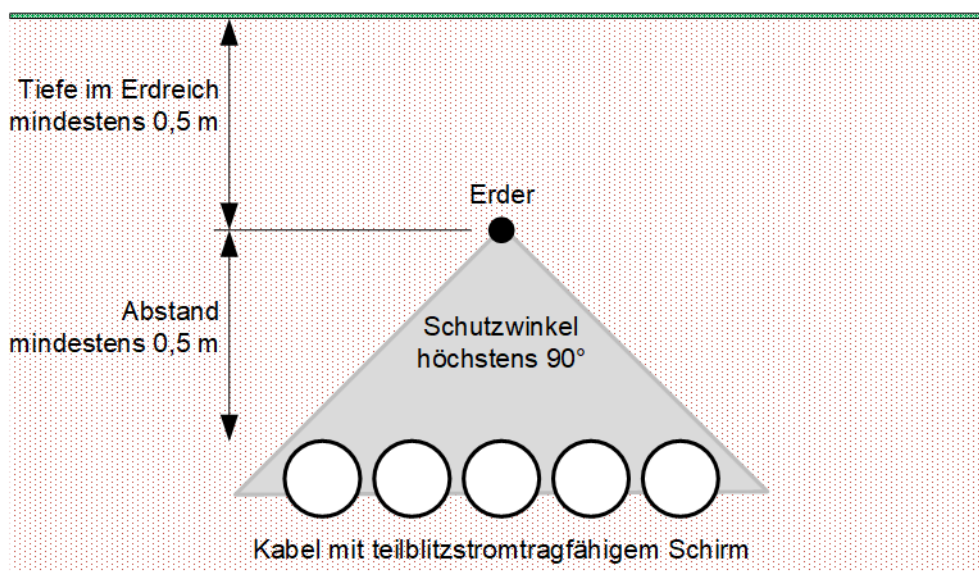 Tiefe im Erdreich
mindestens 0,5 m
Erder
Abstand
mindestens 0,5 m
Schutzwinkel
höchstens 90°
Kabel mit teilblitzstromtragfähigem Schirm